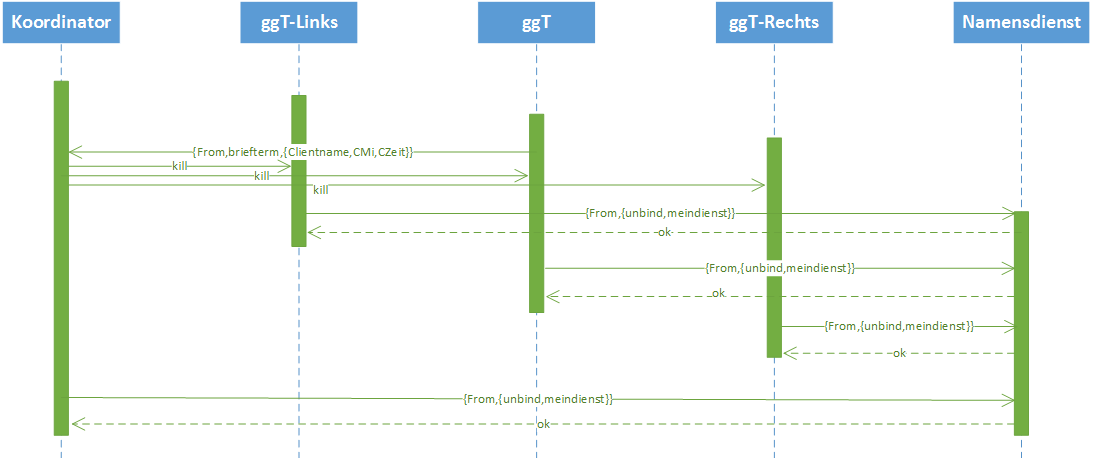 Koordinator
ggT-Links
ggT
ggT-Rechts
Namensdienst
{From,briefterm,{Clientname,CMi,CZeit}}
kill
kill
kill
{From,{unbind,meindienst}}
ok
{From,{unbind,meindienst}}
ok
{From,{unbind,meindienst}}
ok
{From,{unbind,meindienst}}
ok